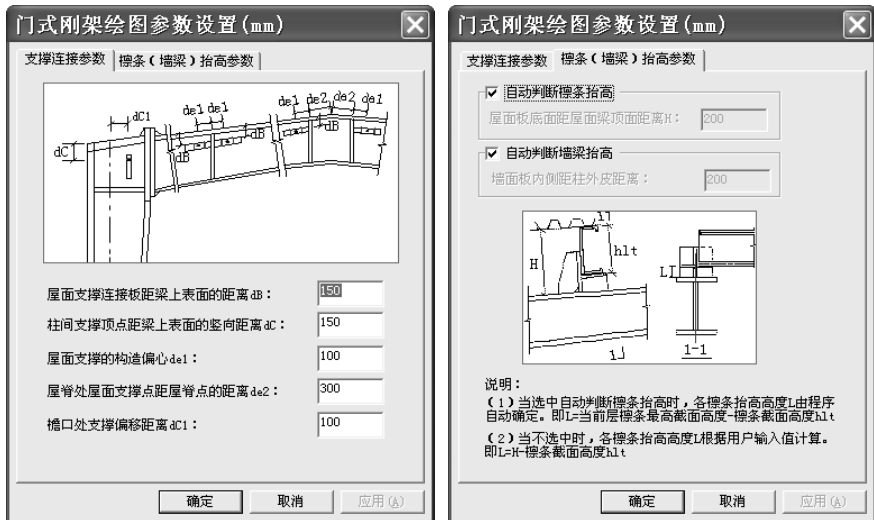 门式刚架绘图参数设置(mm)
支撑连接参数
檩条(墙梁)抬高参数
dC1
de1 de1
de1 de2 de2 de1
dB
dB
dC
dB
屋面支撑连接板距梁上表面的距离dB：
150
柱间支撑顶点距梁上表面的竖向距离dC：
150
屋面支撑的构造偏心de1：
100
屋脊处屋面支撑点距屋脊点的距离de2：
300
檐口处支撑偏移距离dC1：
100
确定
取消
应用(A)
门式刚架绘图参数设置(mm)
支撑连接参数
檩条(墙梁)抬高参数
自动判断檩条抬高
屋面板底面距屋面梁顶面距离H：
200
自动判断墙梁抬高
墙面板内侧距柱外皮距离：
200
1
hlt
H
L
1
1-1
说明：
(1)当选中自动判断檩条抬高时，各檩条抬高高度L由程序
自动确定。即L=当前层檩条最高截面高度-檩条截面高度hlt
(2)当不选中时，各檩条抬高高度L根据用户输入值计算。
即L=H-檩条截面高度hlt
确定
取消
应用(A)